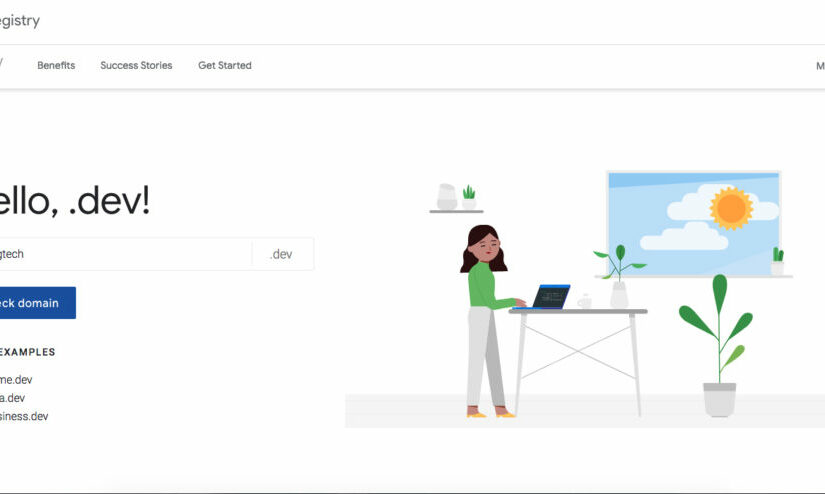 egistry
Benefits Success Stories Get Started M
ello, .dev!
gtech .dev
eck domain
EXAMPLES
me.dev
a.dev
siness.dev